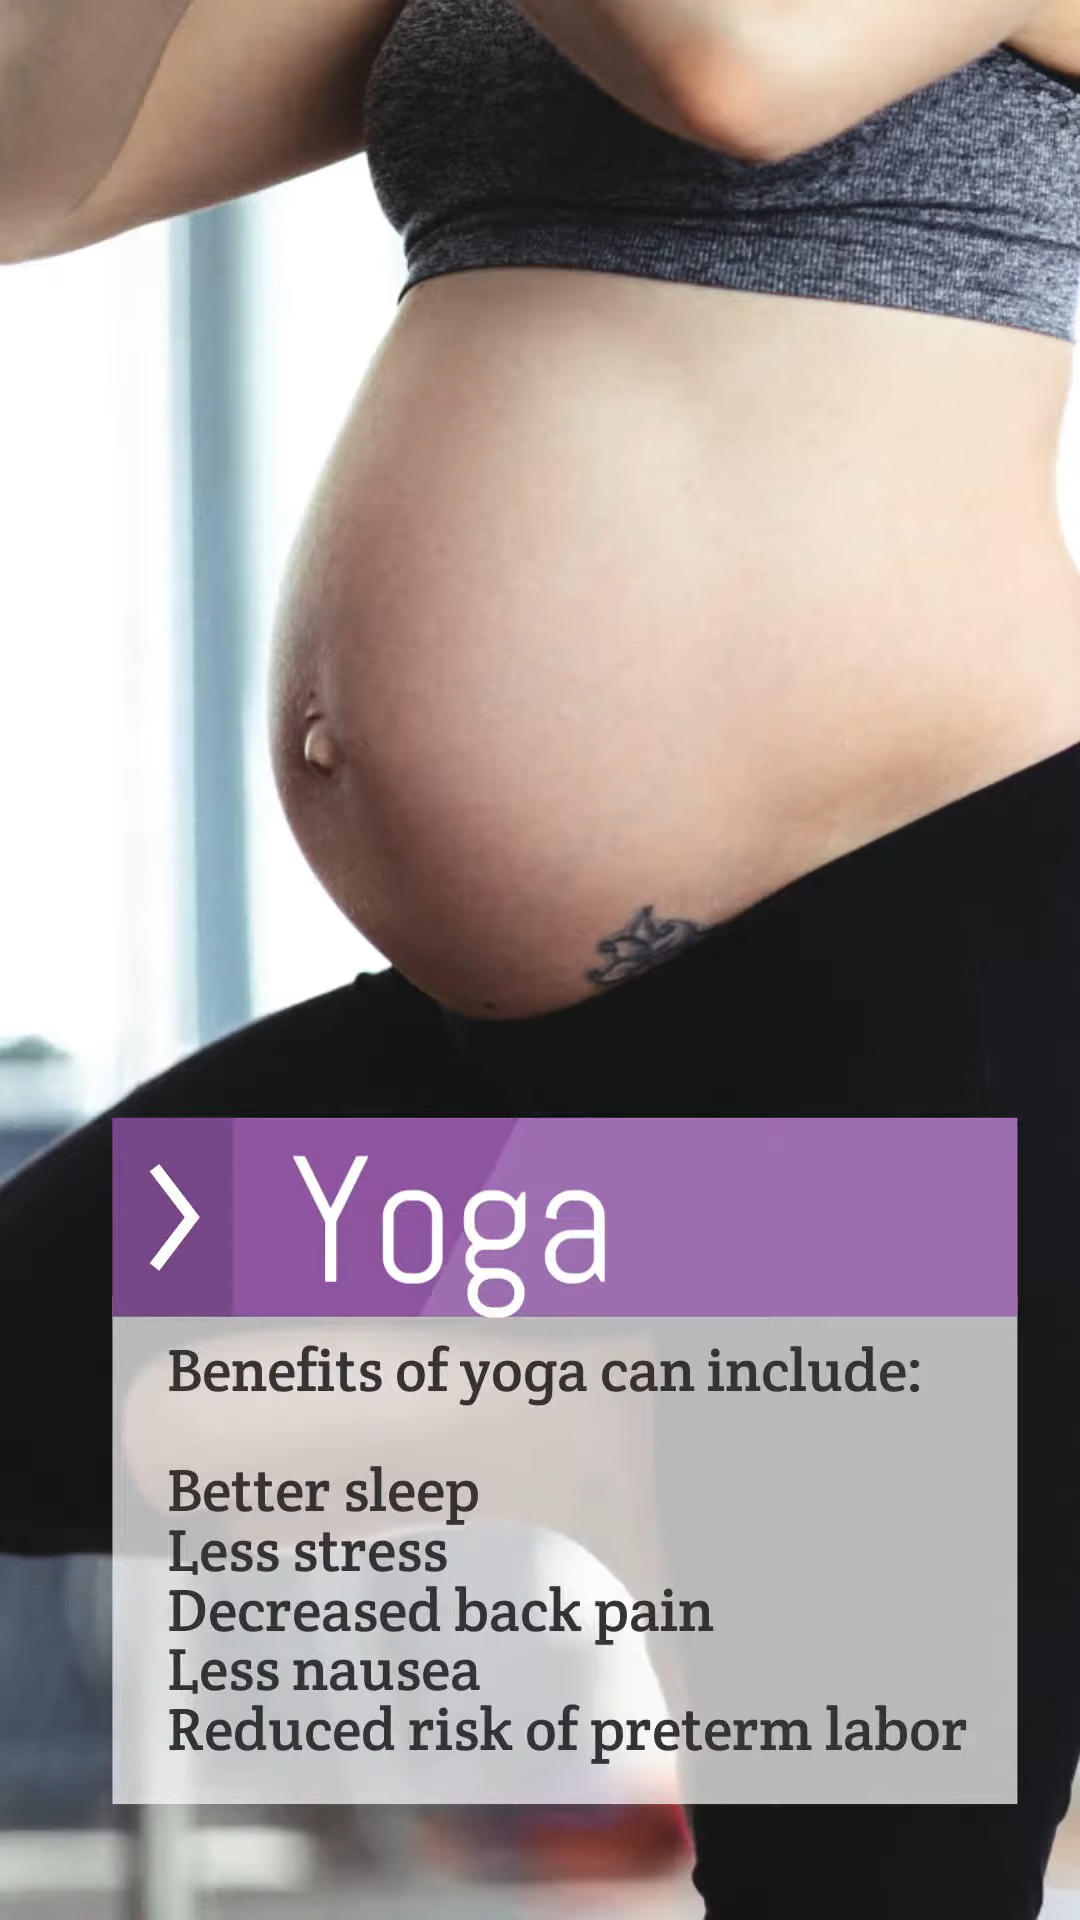 Yoga
Benefits of yoga can include:
Better sleep
Less stress
Decreased back pain
Less nausea
Reduced risk of preterm labor